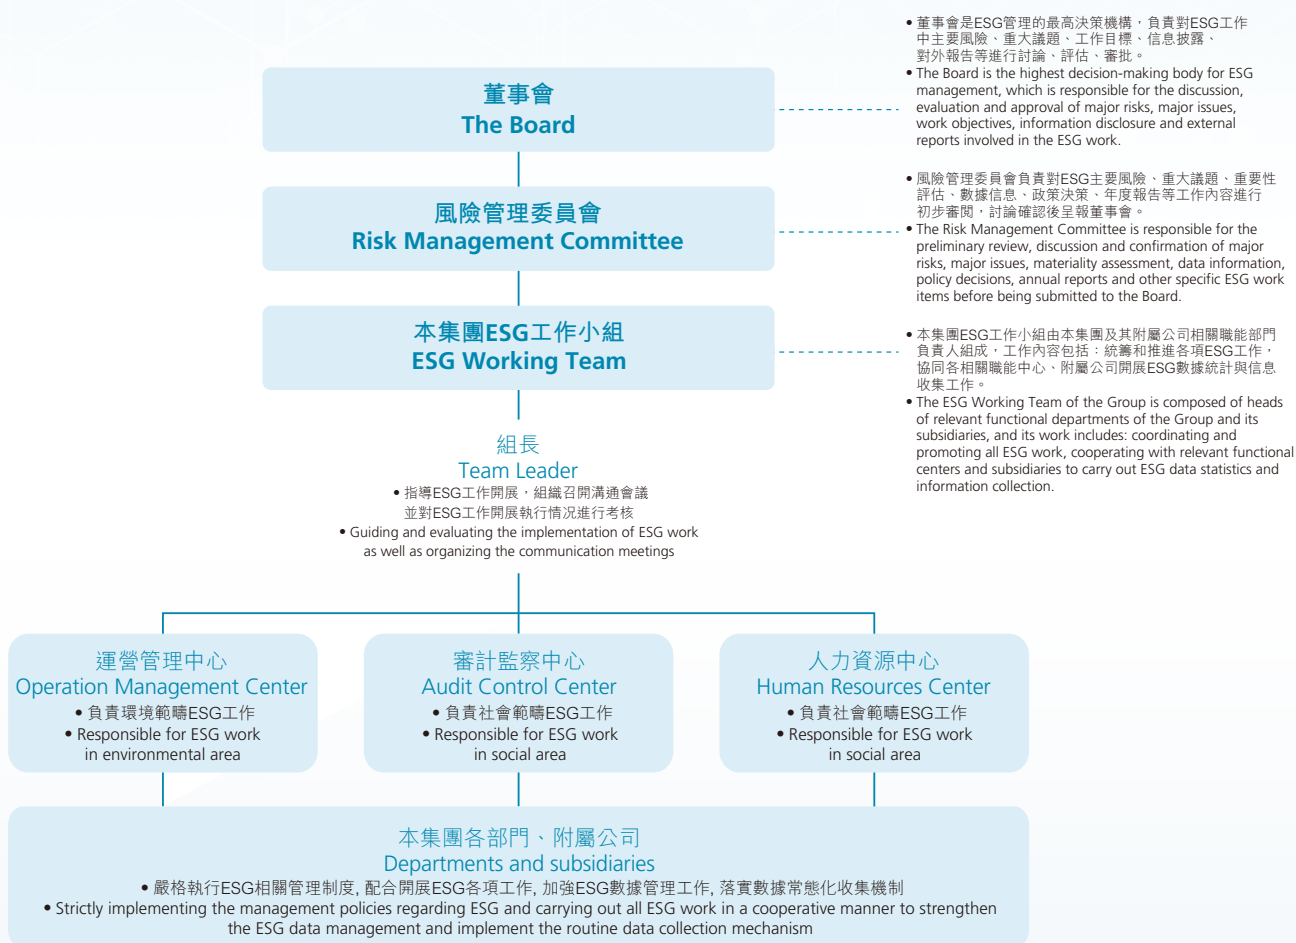 董事會
The Board
• 董事會是ESG管理的最高決策機構，負責對ESG工作
中主要風險、重大議題、工作目標、信息披露、
對外報告等進行討論、評估、審批。
• The Board is the highest decision-making body for ESG
management, which is responsible for the discussion,
evaluation and approval of major risks, major issues,
work objectives, information disclosure and external
reports involved in the ESG work.
風險管理委員會
Risk Management Committee
• 風險管理委員會負責對ESG主要風險、重大議題、重要性
評估、數據信息、政策決策、年度報告等工作內容進行
初步審閱，討論確認後呈報董事會。
• The Risk Management Committee is responsible for the
preliminary review, discussion and confirmation of major
risks, major issues, materiality assessment, data information,
policy decisions, annual reports and other specific ESG work
items before being submitted to the Board.
本集團ESG工作小組
ESG Working Team
• 本集團ESG工作小組由本集團及其附屬公司相關職能部門
負責人組成，工作內容包括：統籌和推進各項ESG工作，
協同各相關職能中心、附屬公司開展ESG數據統計與信息
收集工作。
• The ESG Working Team of the Group is composed of heads
of relevant functional departments of the Group and its
subsidiaries, and its work includes: coordinating and
promoting all ESG work, cooperating with relevant functional
centers and subsidiaries to carry out ESG data statistics and
information collection.
組長
Team Leader
• 指導ESG工作開展，組織召開溝通會議
並對ESG工作開展執行情况進行考核
• Guiding and evaluating the implementation of ESG work
as well as organizing the communication meetings
運營管理中心
Operation Management Center
• 負責環境範疇ESG工作
• Responsible for ESG work
in environmental area
審計監察中心
Audit Control Center
• 負責社會範疇ESG工作
• Responsible for ESG work
in social area
人力資源中心
Human Resources Center
• 負責社會範疇ESG工作
• Responsible for ESG work
in social area
本集團各部門、附屬公司
Departments and subsidiaries
• 嚴格執行ESG相關管理制度, 配合開展ESG各項工作, 加強ESG數據管理工作, 落實數據常態化收集機制
• Strictly implementing the management policies regarding ESG and carrying out all ESG work in a cooperative manner to strengthen
the ESG data management and implement the routine data collection mechanism